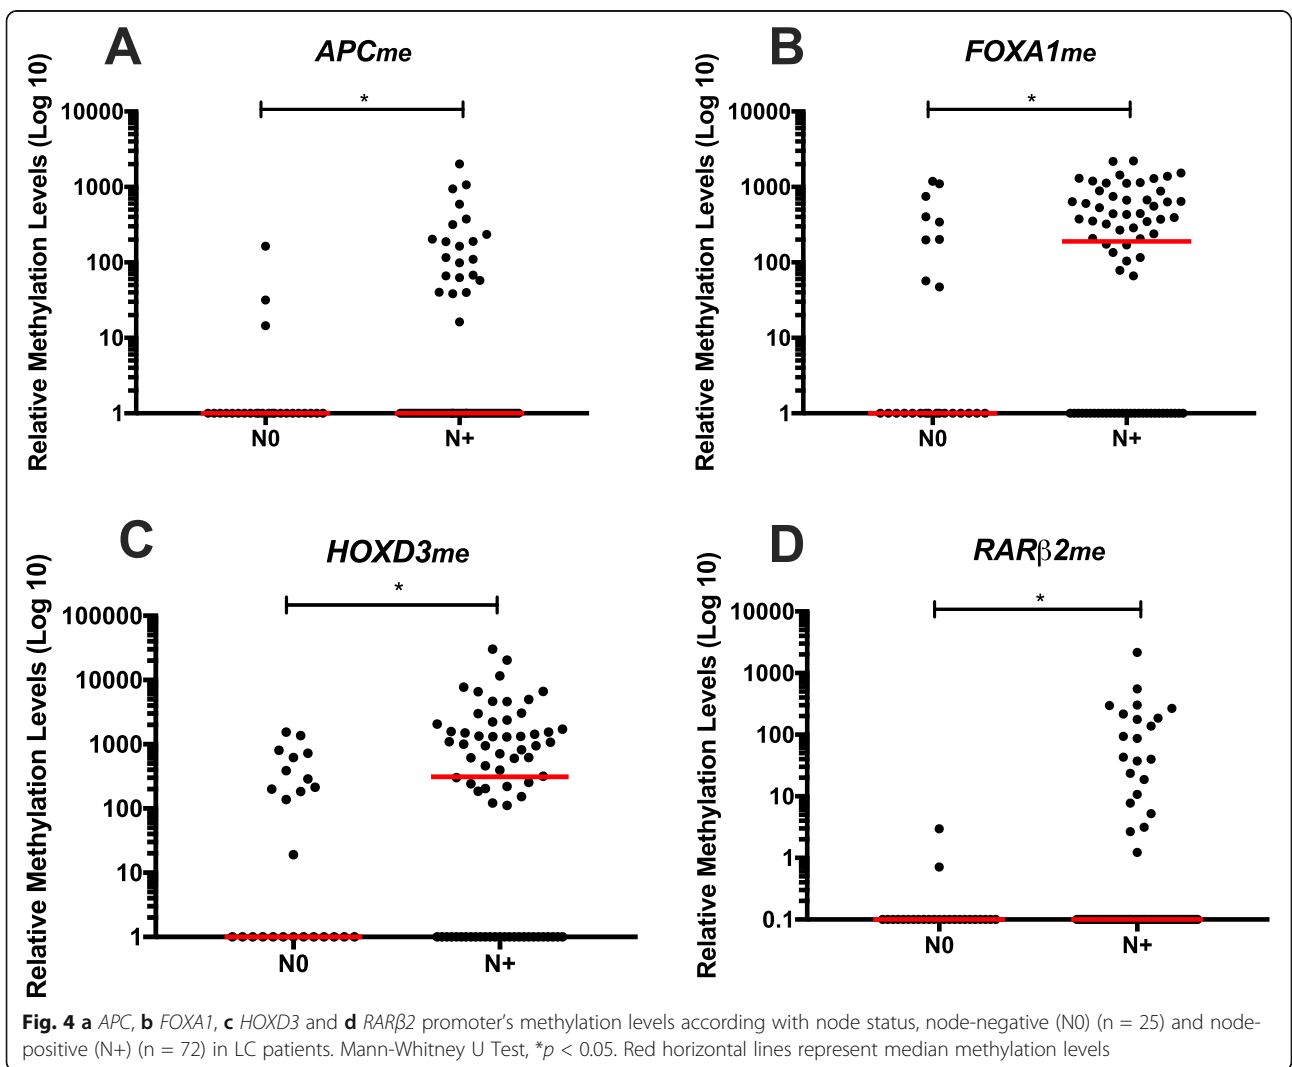 A
APCme
Relative Methylation Levels (Log 10)
*
10000
1000
100
10
1
N0 N+
B
FOXA1me
Relative Methylation Levels (Log 10)
*
10000
1000
100
10
1
N0 N+
C
HOXD3me
Relative Methylation Levels (Log 10)
*
100000
10000
1000
100
10
1
N0 N+
D
RARβ2me
Relative Methylation Levels (Log 10)
*
10000
1000
100
10
1
0.1
N0 N+
Fig. 4 a APC, b FOXA1, c HOXD3 and d RARβ2 promoter's methylation levels according with node status, node-negative (N0) (n = 25) and node-
positive (N+) (n = 72) in LC patients. Mann-Whitney U Test, *p < 0.05. Red horizontal lines represent median methylation levels